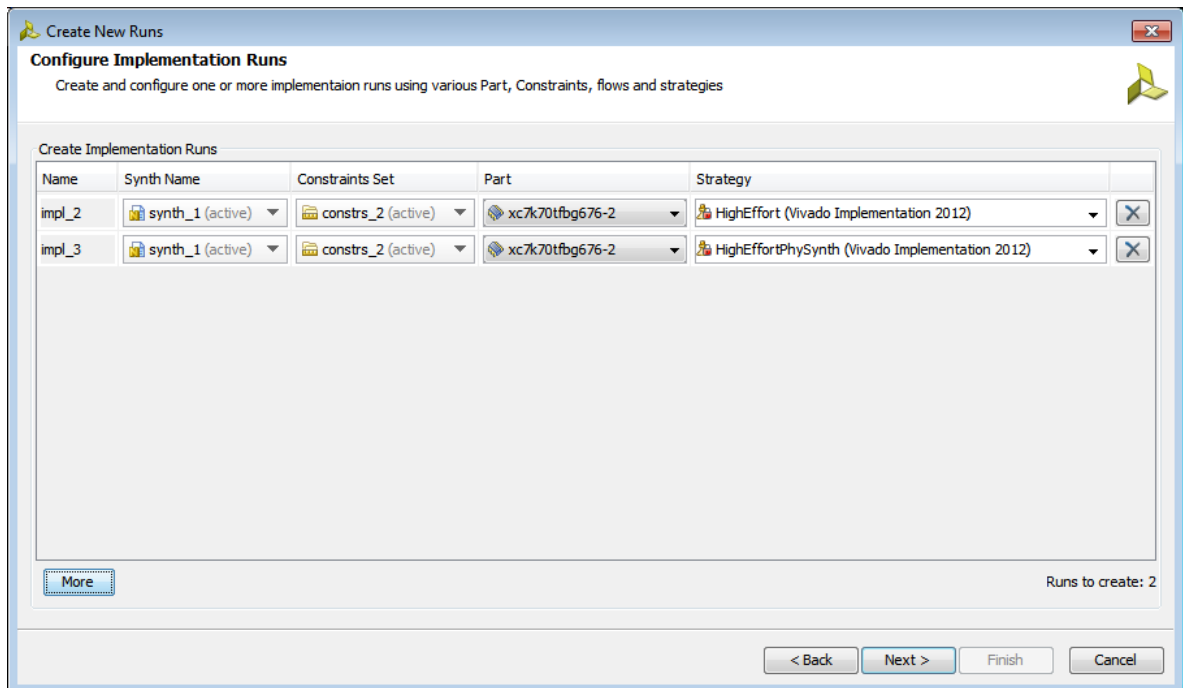 Create New Runs
Configure Implementation Runs
Create and configure one or more implementaion runs using various Part, Constraints, flows and strategies
Create Implementation Runs
Name Synth Name Constraints Set Part Strategy
impl_2 synth_1 (active) constrs_2 (active) xc7k70tfbg676-2 HighEffort (Vivado Implementation 2012)
impl_3 synth_1 (active) constrs_2 (active) xc7k70tfbg676-2 HighEffortPhySynth (Vivado Implementation 2012)
More Runs to create: 2
< Back Next > Finish Cancel